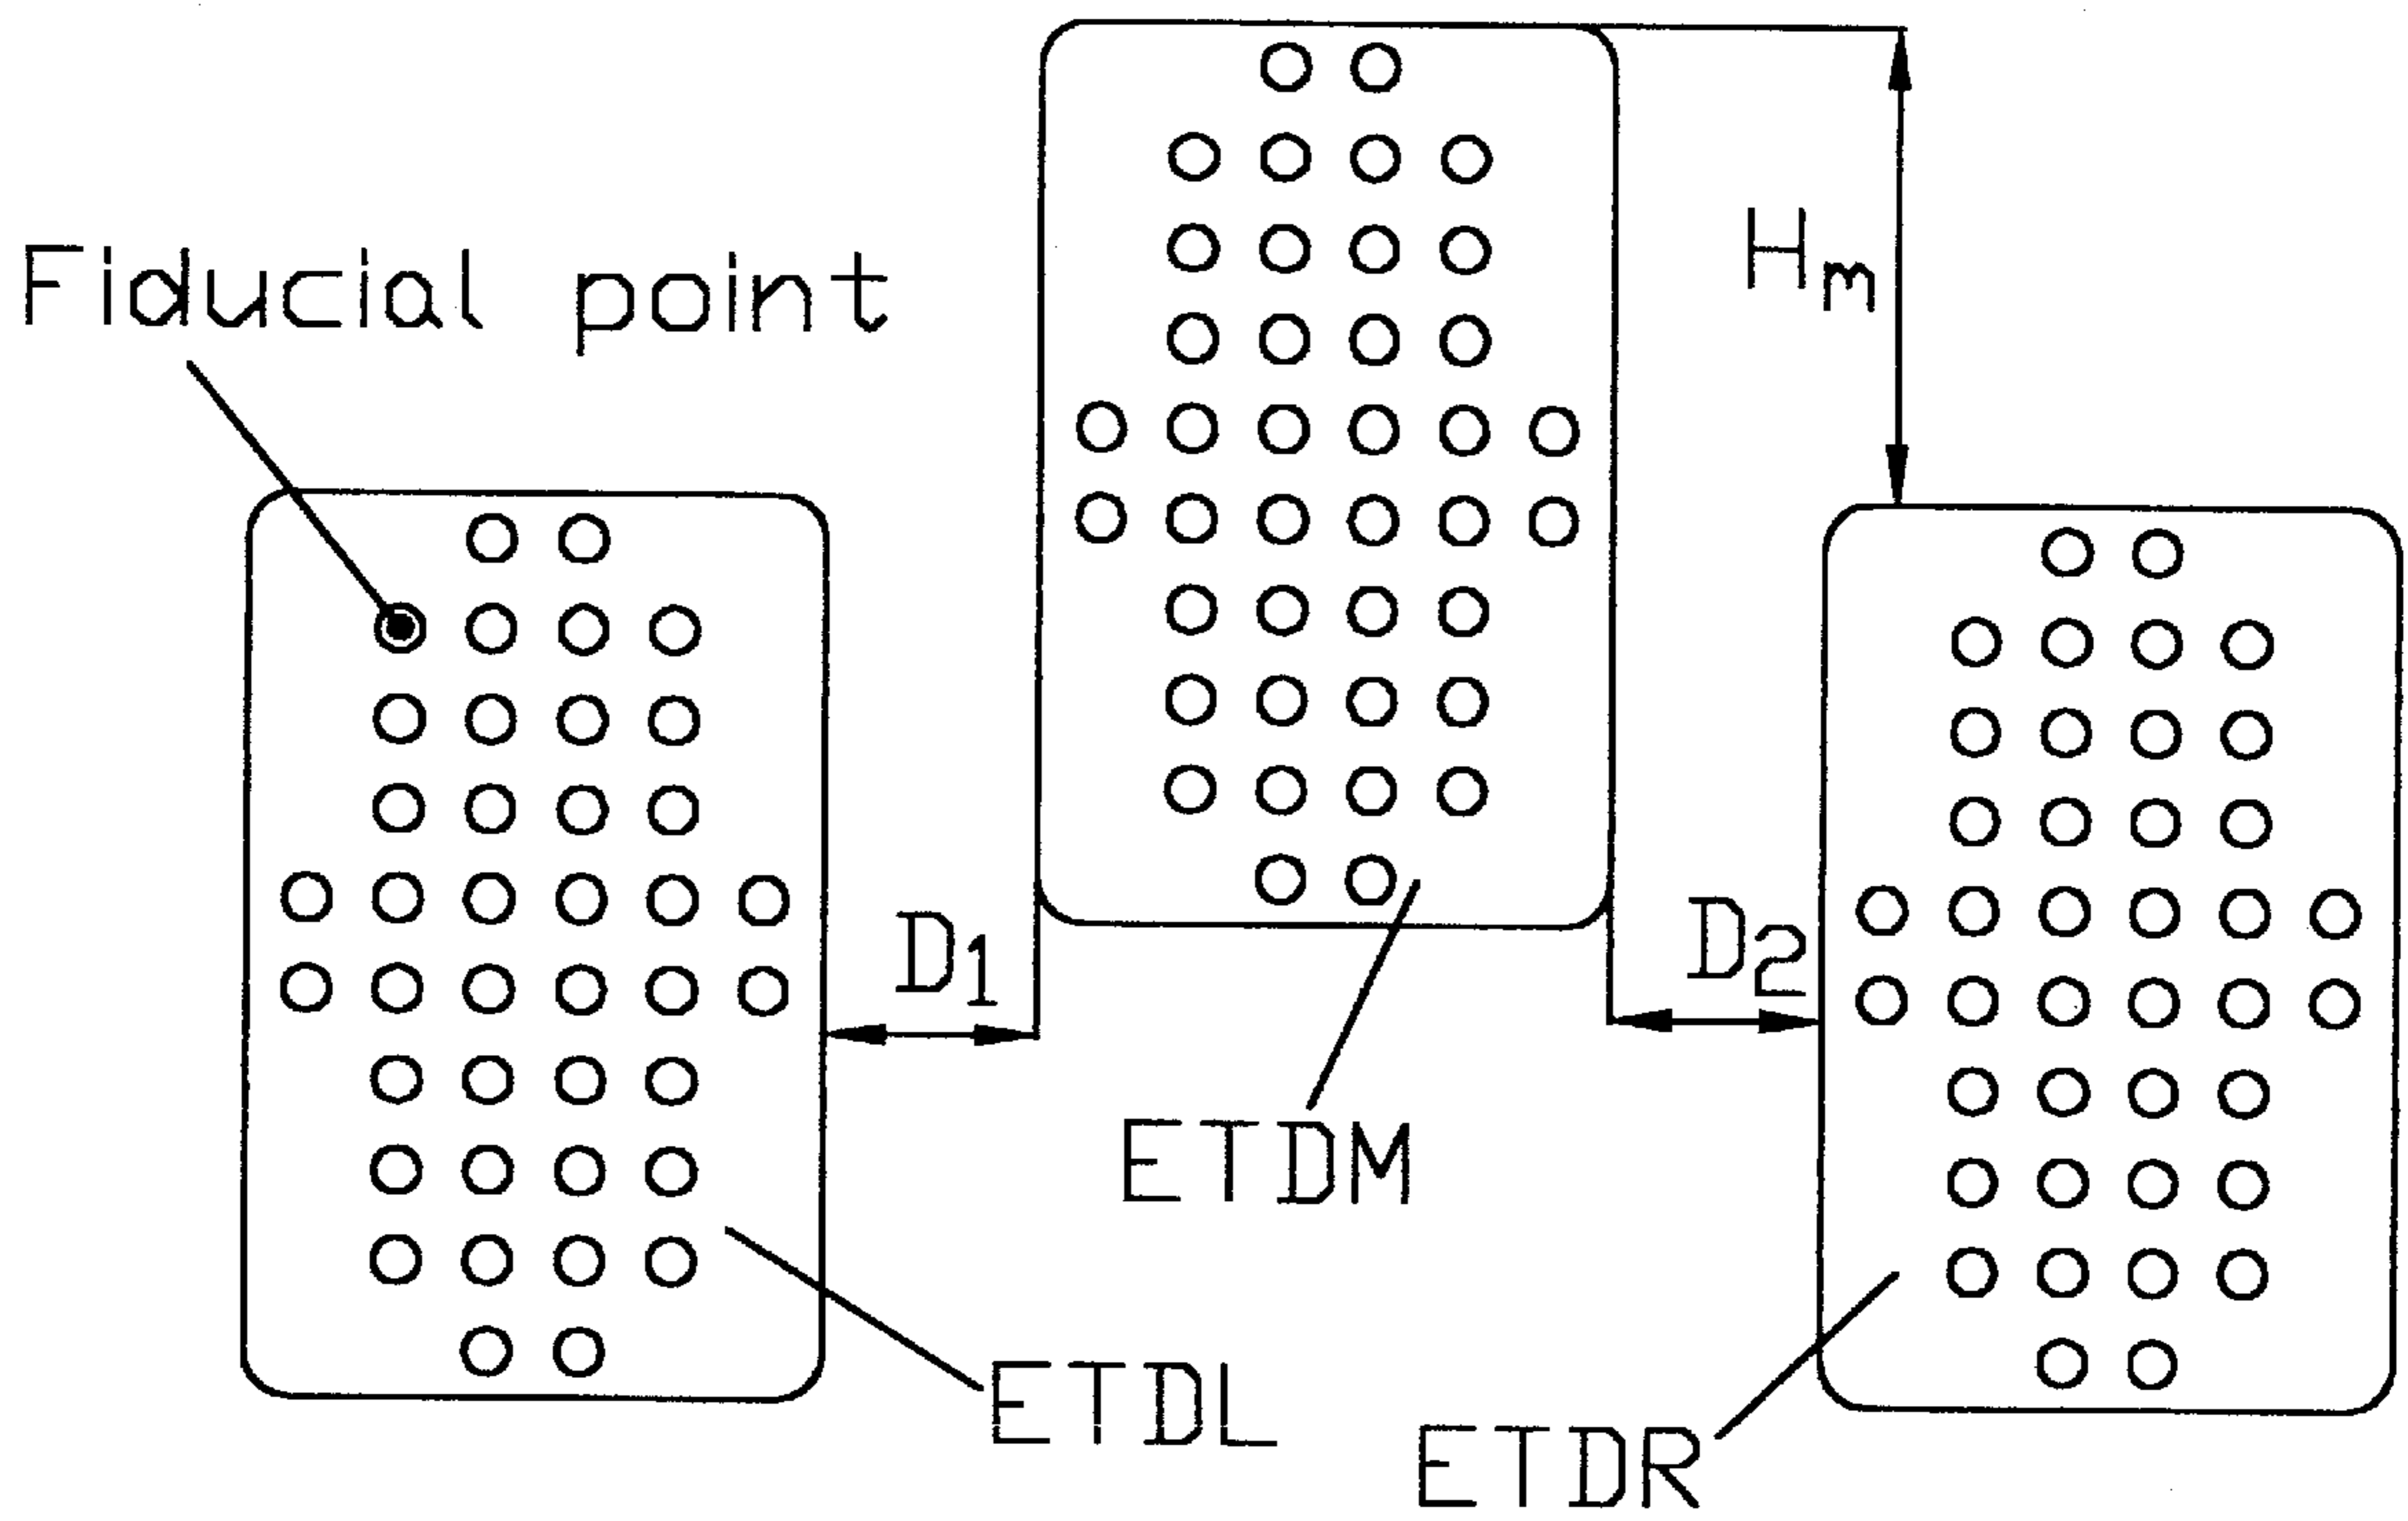 Fiducial point
Hm
D1
D2
ETDM
ETDL
ETDR